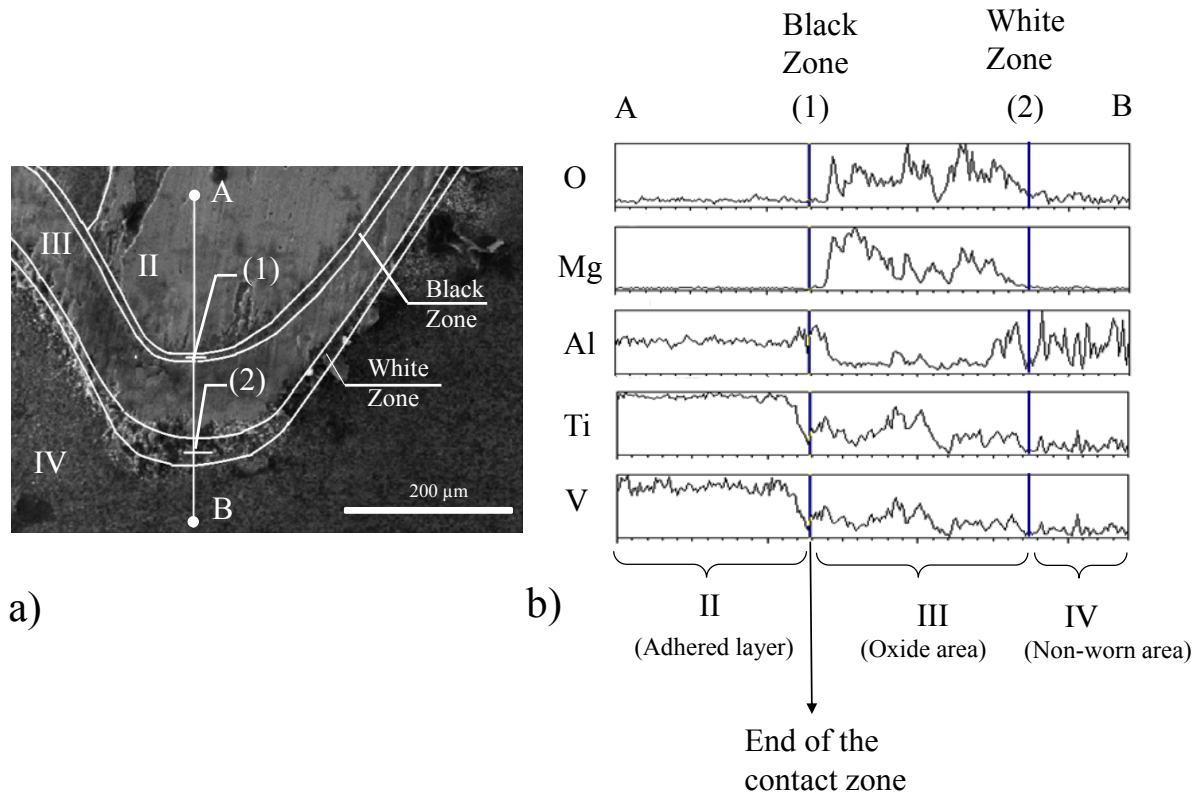 Black
Zone
(1)
White
Zone
(2)
A
B
O
Mg
Al
Ti
V
A
III
II
(1)
Black
Zone
White
Zone
(2)
IV
200 µm
B
II
(Adhered layer)
III
(Oxide area)
IV
(Non-worn area)
a)
b)
End of the
contact zone